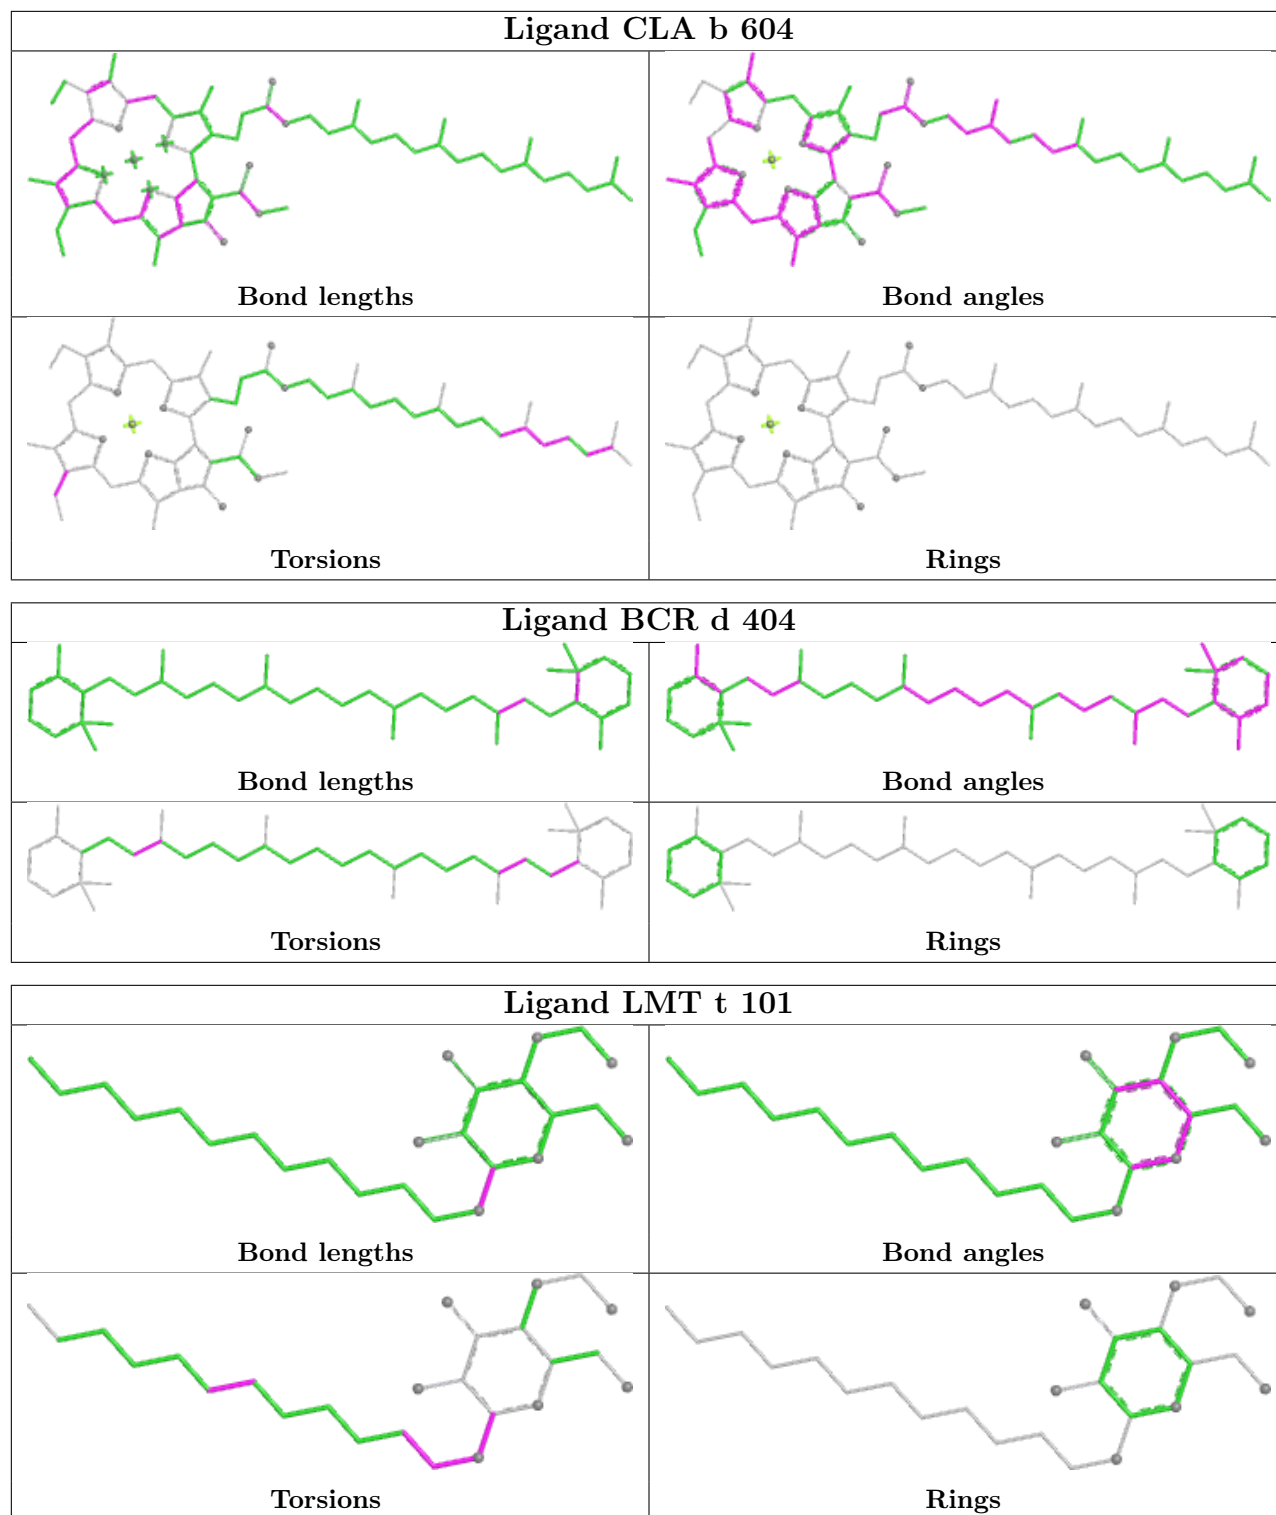 Ligand CLA b 604
Bond lengths
Bond angles
Torsions
Rings
Ligand BCR d 404
Bond lengths
Bond angles
Torsions
Rings
Ligand LMT t 101
Bond lengths
Bond angles
Torsions
Rings